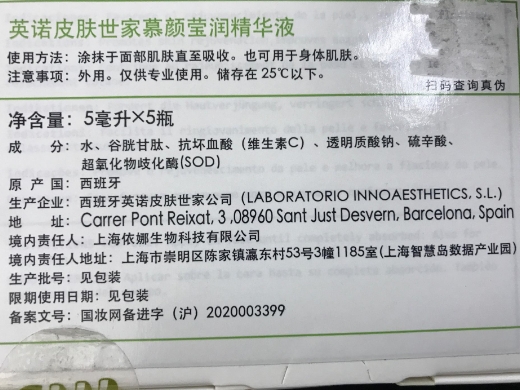 英诺皮肤世家慕颜莹润精华液
使用方法：涂抹于面部肌肤直至吸收。也可用于身体肌肤。
注意事项：外用。仅供专业使用。储存在25℃以下。
扫码查询真伪
净含量：5毫升×5瓶
成 分：水、谷胱甘肽、抗坏血酸（维生素C）、透明质酸钠、硫辛酸、
超氧化物歧化酶(SOD)
原 产 国：西班牙
生产企业：西班牙英诺皮肤世家公司（LABORATORIO INNOAESTHETICS, S.L.）
地 址：Carrer Pont Reixat, 3 ,08960 Sant Just Desvern, Barcelona, Spain
境内责任人：上海依娜生物科技有限公司
境内责任人地址：上海市崇明区陈家镇瀛东村53号3幢1185室(上海智慧岛数据产业园)
生产批号：见包装
限期使用日期：见包装
备案文号：国妆网备进字（沪）2020003399